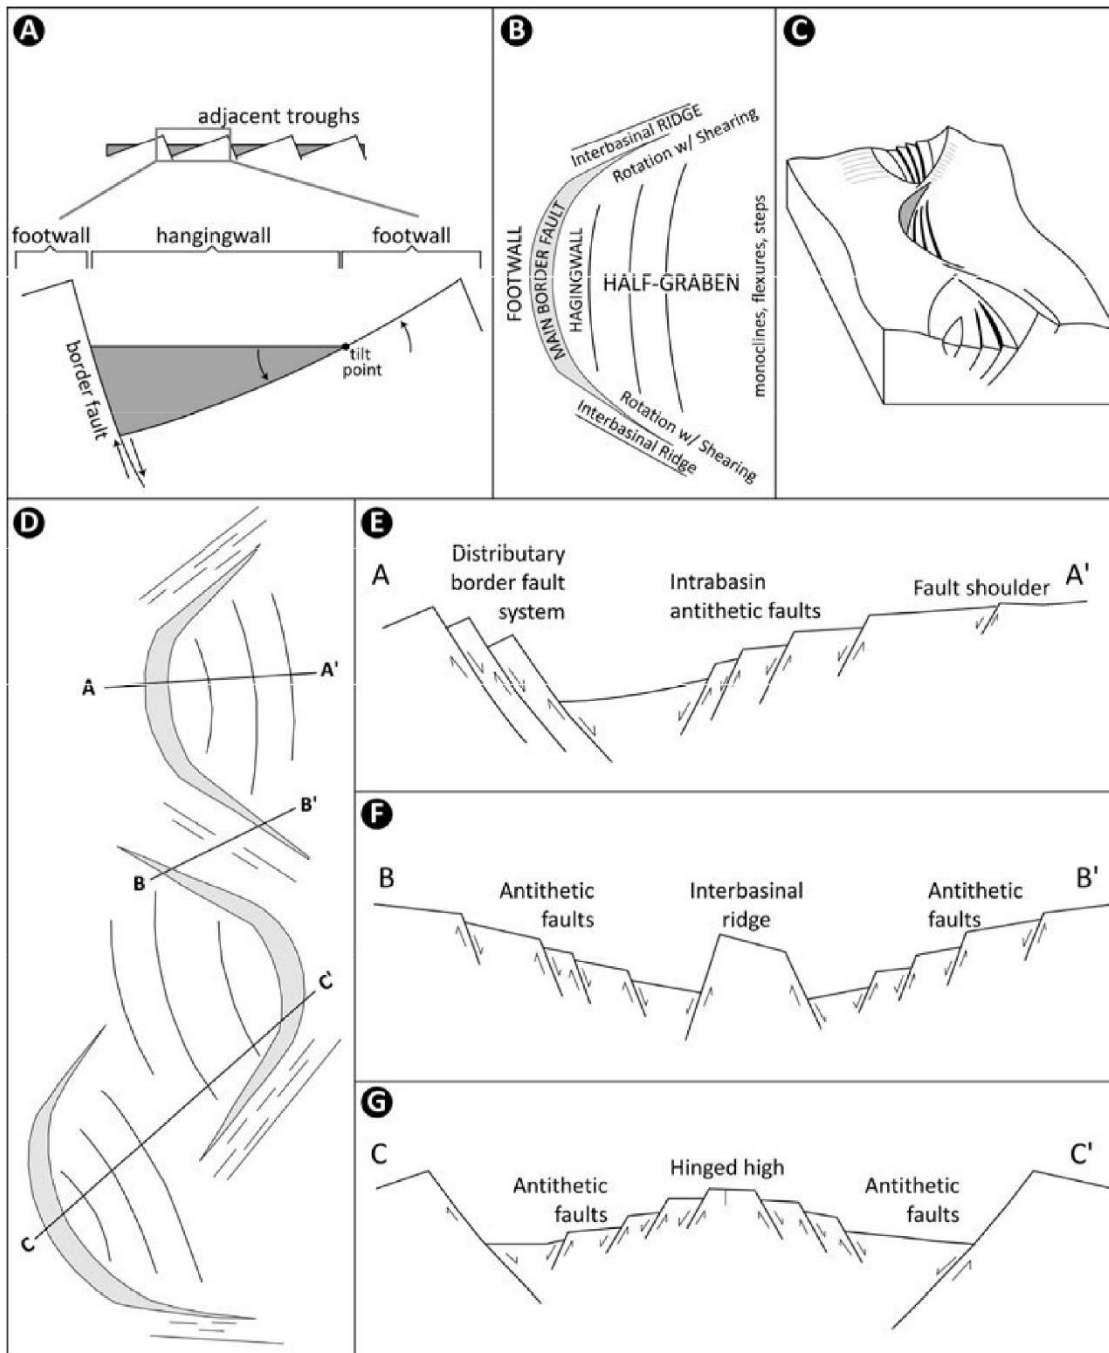 A
adjacent troughs
footwall
hangingwall
footwall
border fault
tilt
point
B
Interbasinal RIDGE
Rotation w/ Shearing
FOOTWALL
MAIN BORDER FAULT
HAGINGWALL
HALF-GRABEN
monoclines, flexures, steps
Rotation w/ Shearing
Interbasinal Ridge
C
D
A
A'
B'
B
C'
C
E
A
Distributary
border fault
system
Intrabasin
antithetic faults
Fault shoulder
A'
F
B
Antithetic
faults
Interbasinal
ridge
Antithetic
faults
B'
G
C
Antithetic
faults
Hinged high
Antithetic
faults
C'